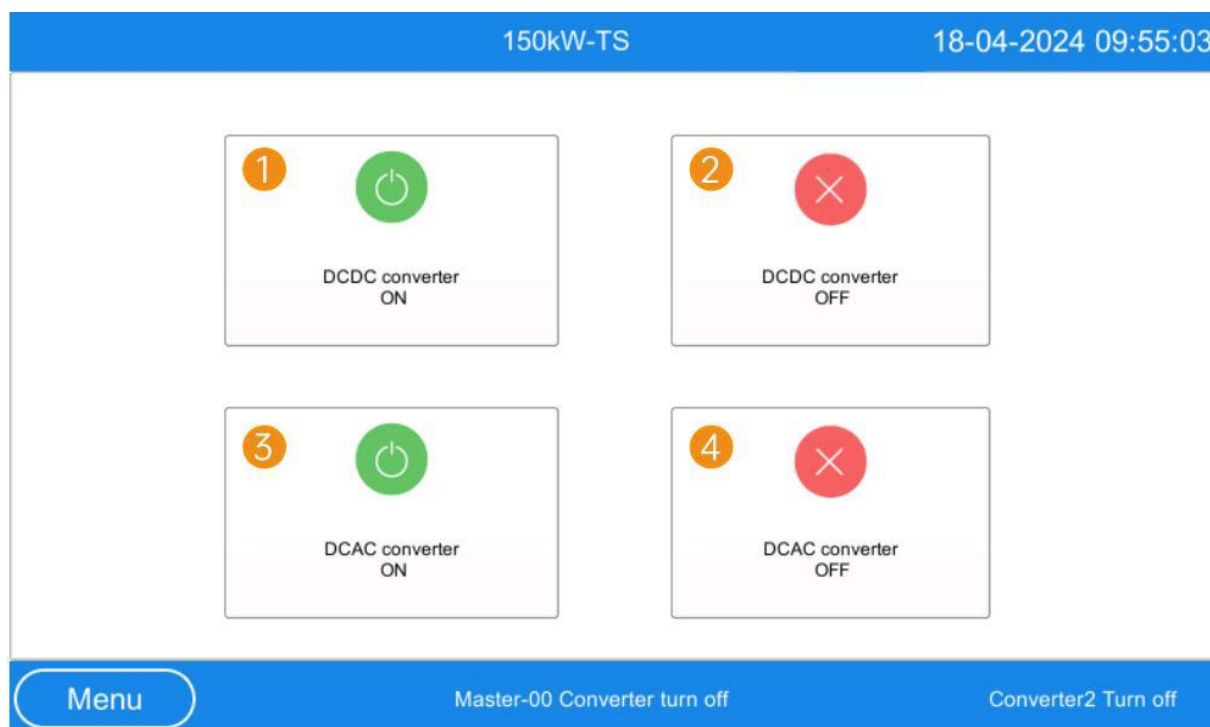 150kW-TS 18-04-2024 09:55:03
1
DCDC converter
ON
2
DCDC converter
OFF
3
DCAC converter
ON
4
DCAC converter
OFF
Menu Master-00 Converter turn off Converter2 Turn off